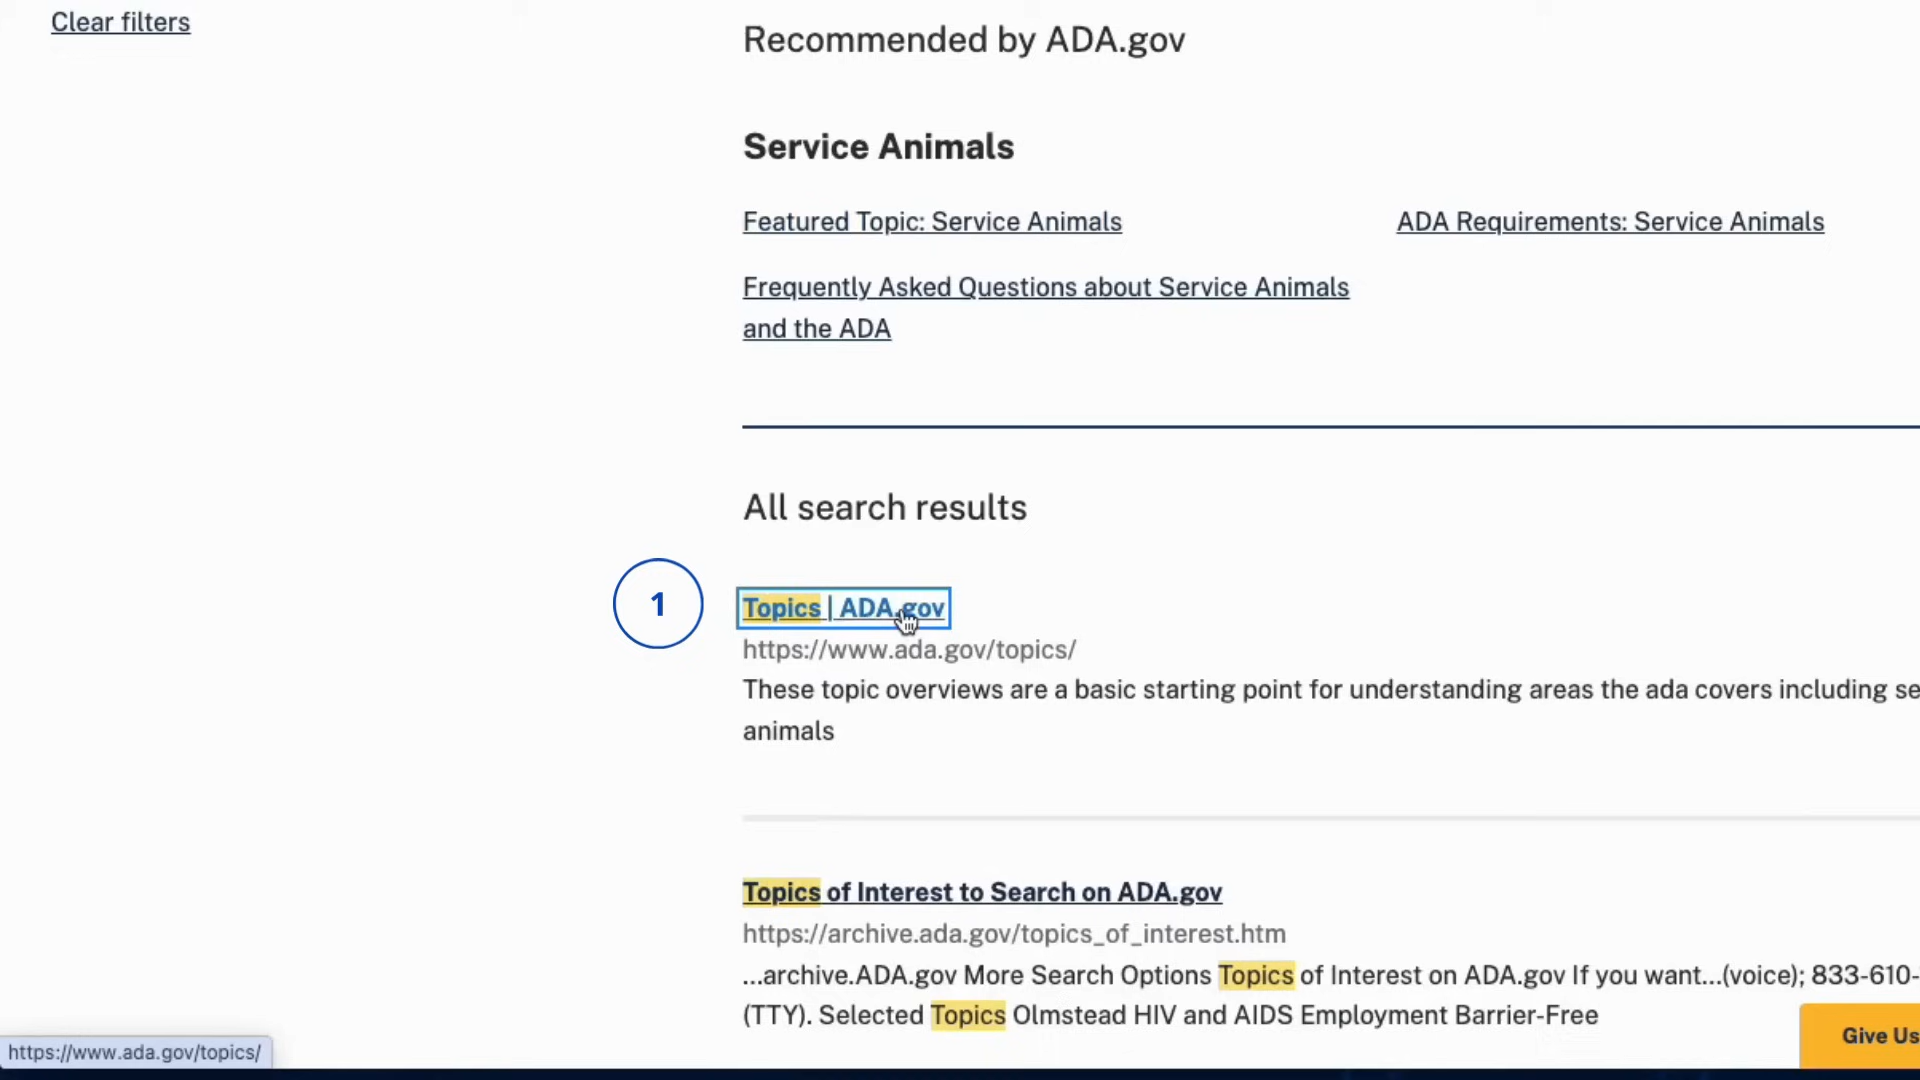 Clear filters
Recommended by ADA.gov
Service Animals
Featured Topic: Service Animals
ADA Requirements: Service Animals
Frequently Asked Questions about Service Animals
and the ADA
All search results
1
Topics | ADA.gov
https://www.ada.gov/topics/
These topic overviews are a basic starting point for understanding areas the ada covers including se
animals
Topics of Interest to Search on ADA.gov
https://archive.ada.gov/topics_of_interest.htm
...archive.ADA.gov More Search Options Topics of Interest on ADA.gov If you want...(voice); 833-610-
(TTY). Selected Topics Olmstead HIV and AIDS Employment Barrier-Free
Give Us
https://www.ada.gov/topics/